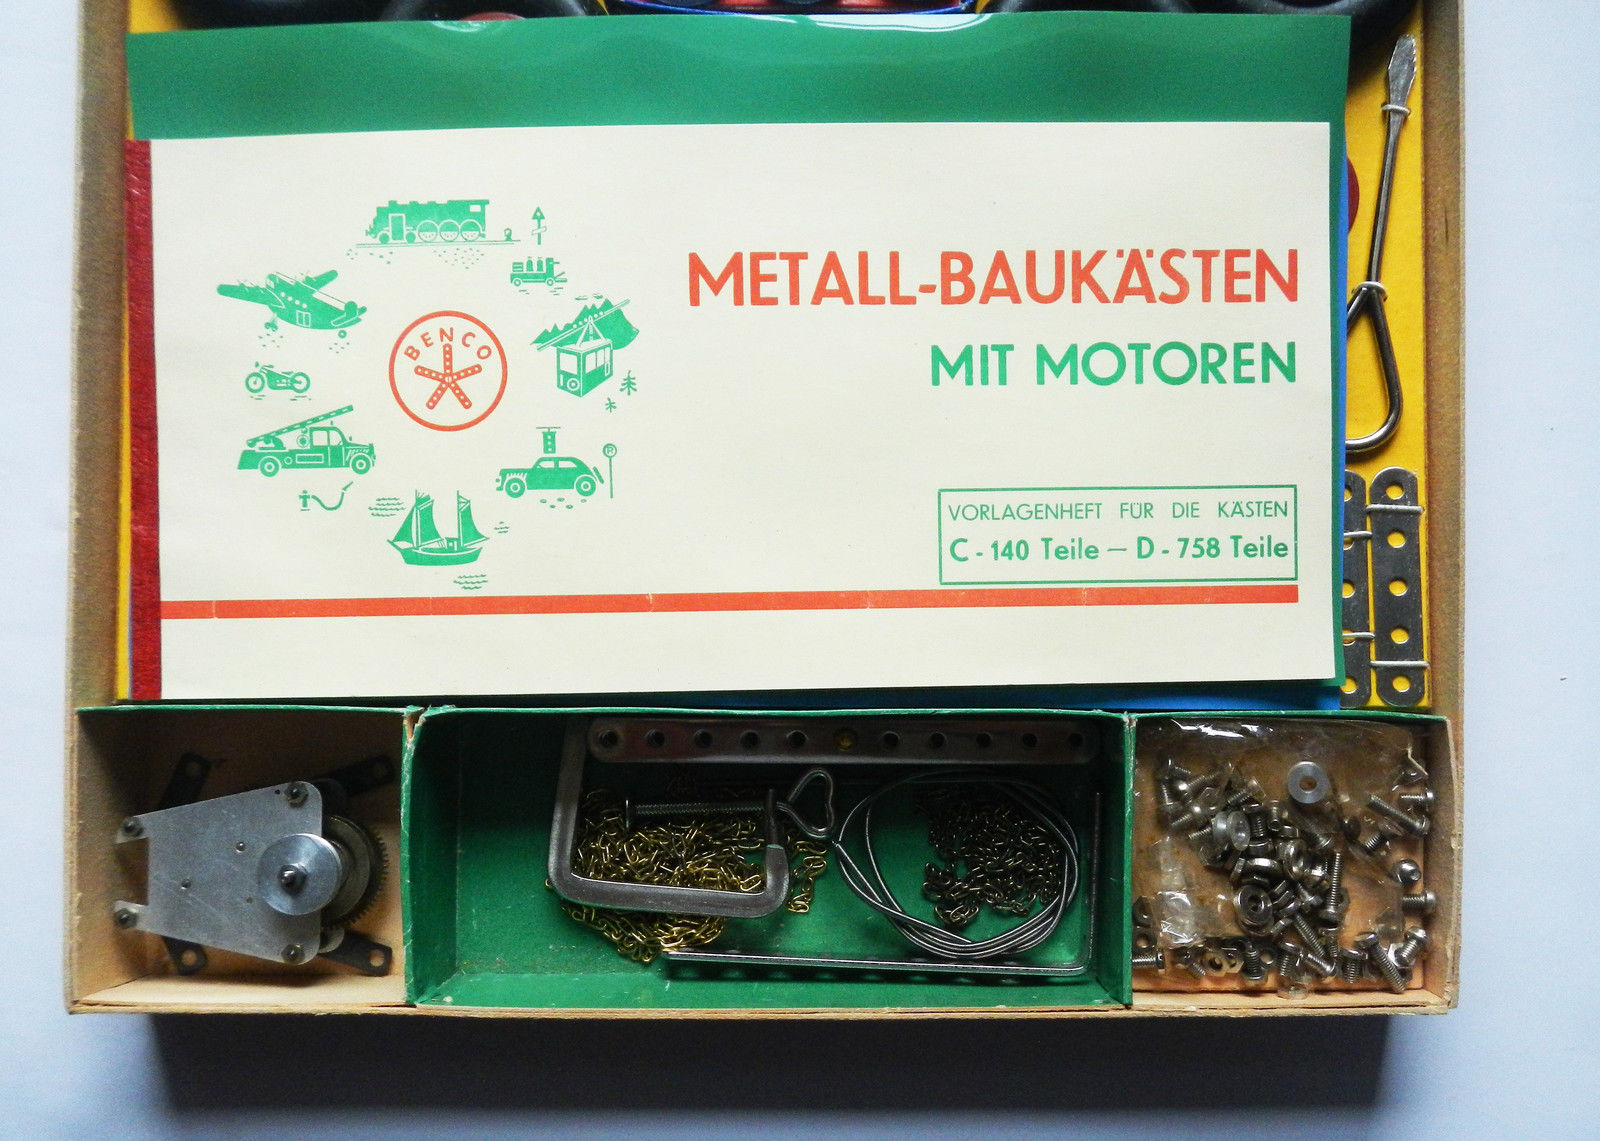 BENCO
METALL-BAUKÄSTEN
MIT MOTOREN
VORLAGENHEFT FÜR DIE KÄSTEN
C - 140 Teile — D - 758 Teile
R